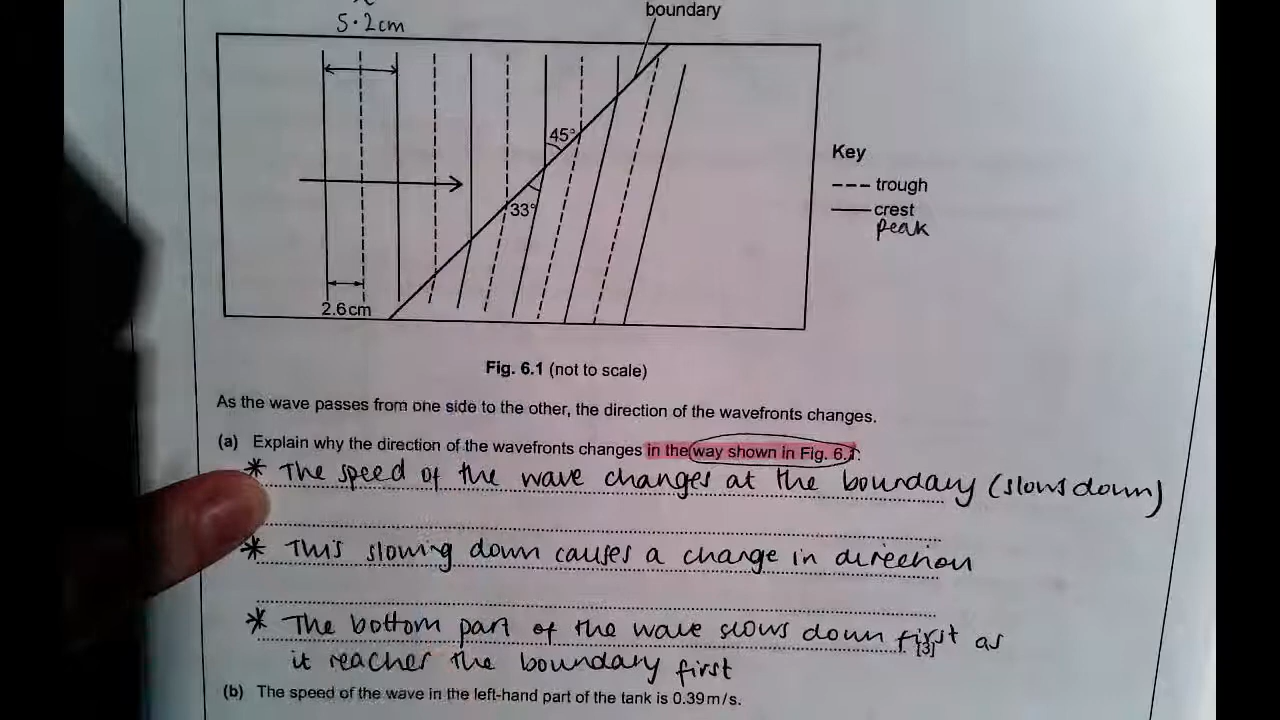 boundary
5.2cm
45°
33°
2.6cm
Key
trough
crest
peak
Fig. 6.1 (not to scale)
As the wave passes from one side to the other, the direction of the wavefronts changes.
(a) Explain why the direction of the wavefronts changes in the way shown in Fig. 6.1.
* The speed of the wave changes at the boundary (slows down)
* This slowing down causes a change in direction
* The bottom part of the wave slows down first as
[3]
it reaches the boundary first
(b) The speed of the wave in the left-hand part of the tank is 0.39 m/s.